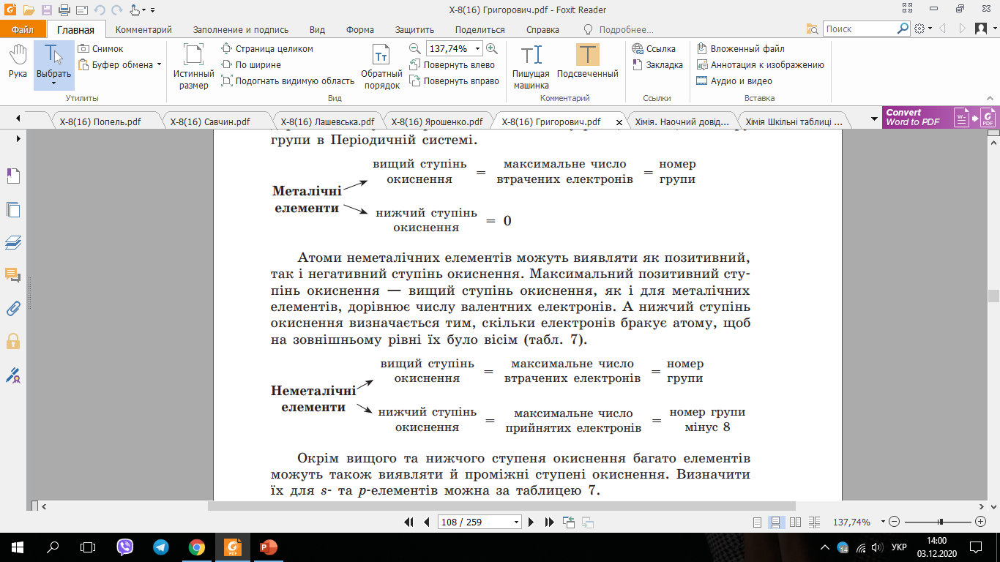 Х-8(16) Григорович.pdf - Foxit Reader
Файл Главная Комментарий Заполнение и подпись Вид Форма Защитить Поделиться Справка Подробнее... Поиск
Рука
Выбрать
Снимок
Буфер обмена
Утилиты
Истинный размер
Страница целиком
По ширине
Подогнать видимую область
Обратный порядок
137,74%
Повернуть влево
Повернуть вправо
Вид
Пишущая машинка
Подсвеченный
Комментарий
Ссылка
Закладка
Ссылки
Вложенный файл
Аннотация к изображению
Аудио и видео
Вставка
Х-8(16) Попель.pdf Х-8(16) Савчин.pdf Х-8(16) Лашевська.pdf Х-8(16) Ярошенко.pdf Х-8(16) Григорович.pdf Хімія. Наочний довід... Хімія Шкільні таблиці ...
Convert
Word to PDF
групи в Періодичній системі.
вищий ступінь окиснення = максимальне число втрачених електронів = номер групи
Металічні
елементи
нижчий ступінь окиснення = 0
Атоми неметалічних елементів можуть виявляти як позитивний,
так і негативний ступінь окиснення. Максимальний позитивний сту-
пінь окиснення — вищий ступінь окиснення, як і для металічних
елементів, дорівнює числу валентних електронів. А нижчий ступінь
окиснення визначається тим, скільки електронів бракує атому, щоб
на зовнішньому рівні їх було вісім (табл. 7).
вищий ступінь окиснення = максимальне число втрачених електронів = номер групи
Неметалічні
елементи
нижчий ступінь окиснення = максимальне число прийнятих електронів = номер групи мінус 8
Окрім вищого та нижчого ступеня окиснення багато елементів
можуть також виявляти й проміжні ступені окиснення. Визначити
їх для s- та p-елементів можна за таблицею 7.
108 / 259
137,74%
УКР
14:00
03.12.2020